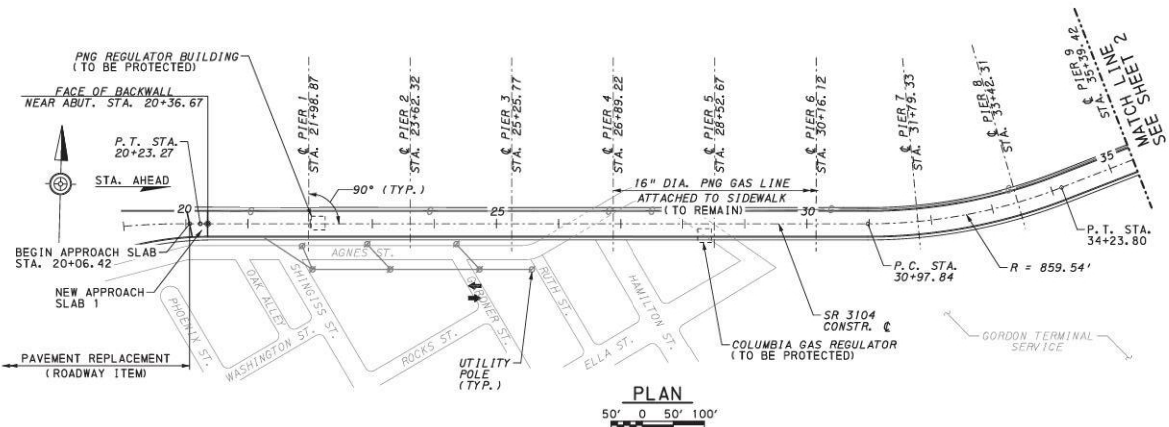 PNG REGULATOR BUILDING
(TO BE PROTECTED)
FACE OF BACKWALL
NEAR ABUT. STA. 20+36.67
P.T. STA.
20+23.27
STA. AHEAD
BEGIN APPROACH SLAB
STA. 20+06.42
NEW APPROACH
SLAB 1
PAVEMENT REPLACEMENT
(ROADWAY ITEM)
20
90° (TYP.)
℄ PIER 1
STA. 21+98.87
℄ PIER 2
STA. 23+62.32
℄ PIER 3
STA. 25+25.77
℄ PIER 4
STA. 26+89.22
℄ PIER 5
STA. 28+52.67
℄ PIER 6
STA. 30+16.12
℄ PIER 7
STA. 31+79.33
℄ PIER 8
STA. 33+42.31
℄ PIER 9
STA. 35+39.42
MATCH LINE
SEE SHEET 2
16" DIA. PNG GAS LINE
ATTACHED TO SIDEWALK
(TO REMAIN)
25
30
35
P.T. STA.
34+23.80
P.C. STA.
30+97.84
R = 859.54'
SR 3104
CONSTR. ℄
COLUMBIA GAS REGULATOR
(TO BE PROTECTED)
GORDON TERMINAL
SERVICE
AGNES ST.
PHOENIX ST.
OAK ALLEY
SHINGISS ST.
WASHINGTON ST.
ROCKS ST.
GARDNER ST.
RUTH ST.
HAMILTON ST.
ELLA ST.
UTILITY
POLE
(TYP.)
PLAN
50' 0 50' 100'